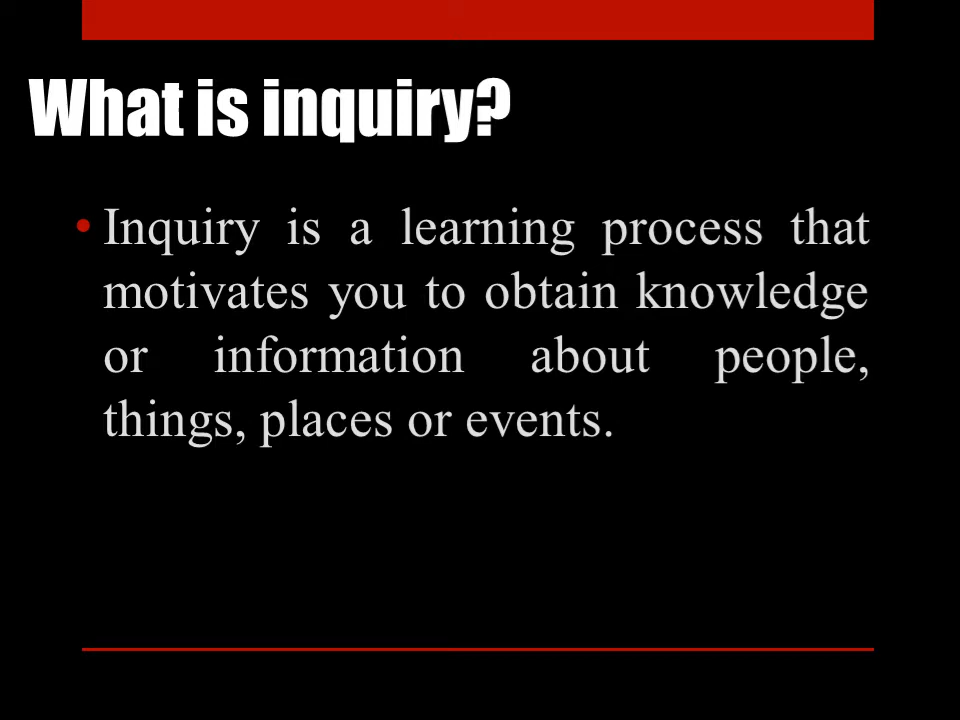 What is inquiry?
• Inquiry is a learning process that
motivates you to obtain knowledge
or information about people,
things, places or events.